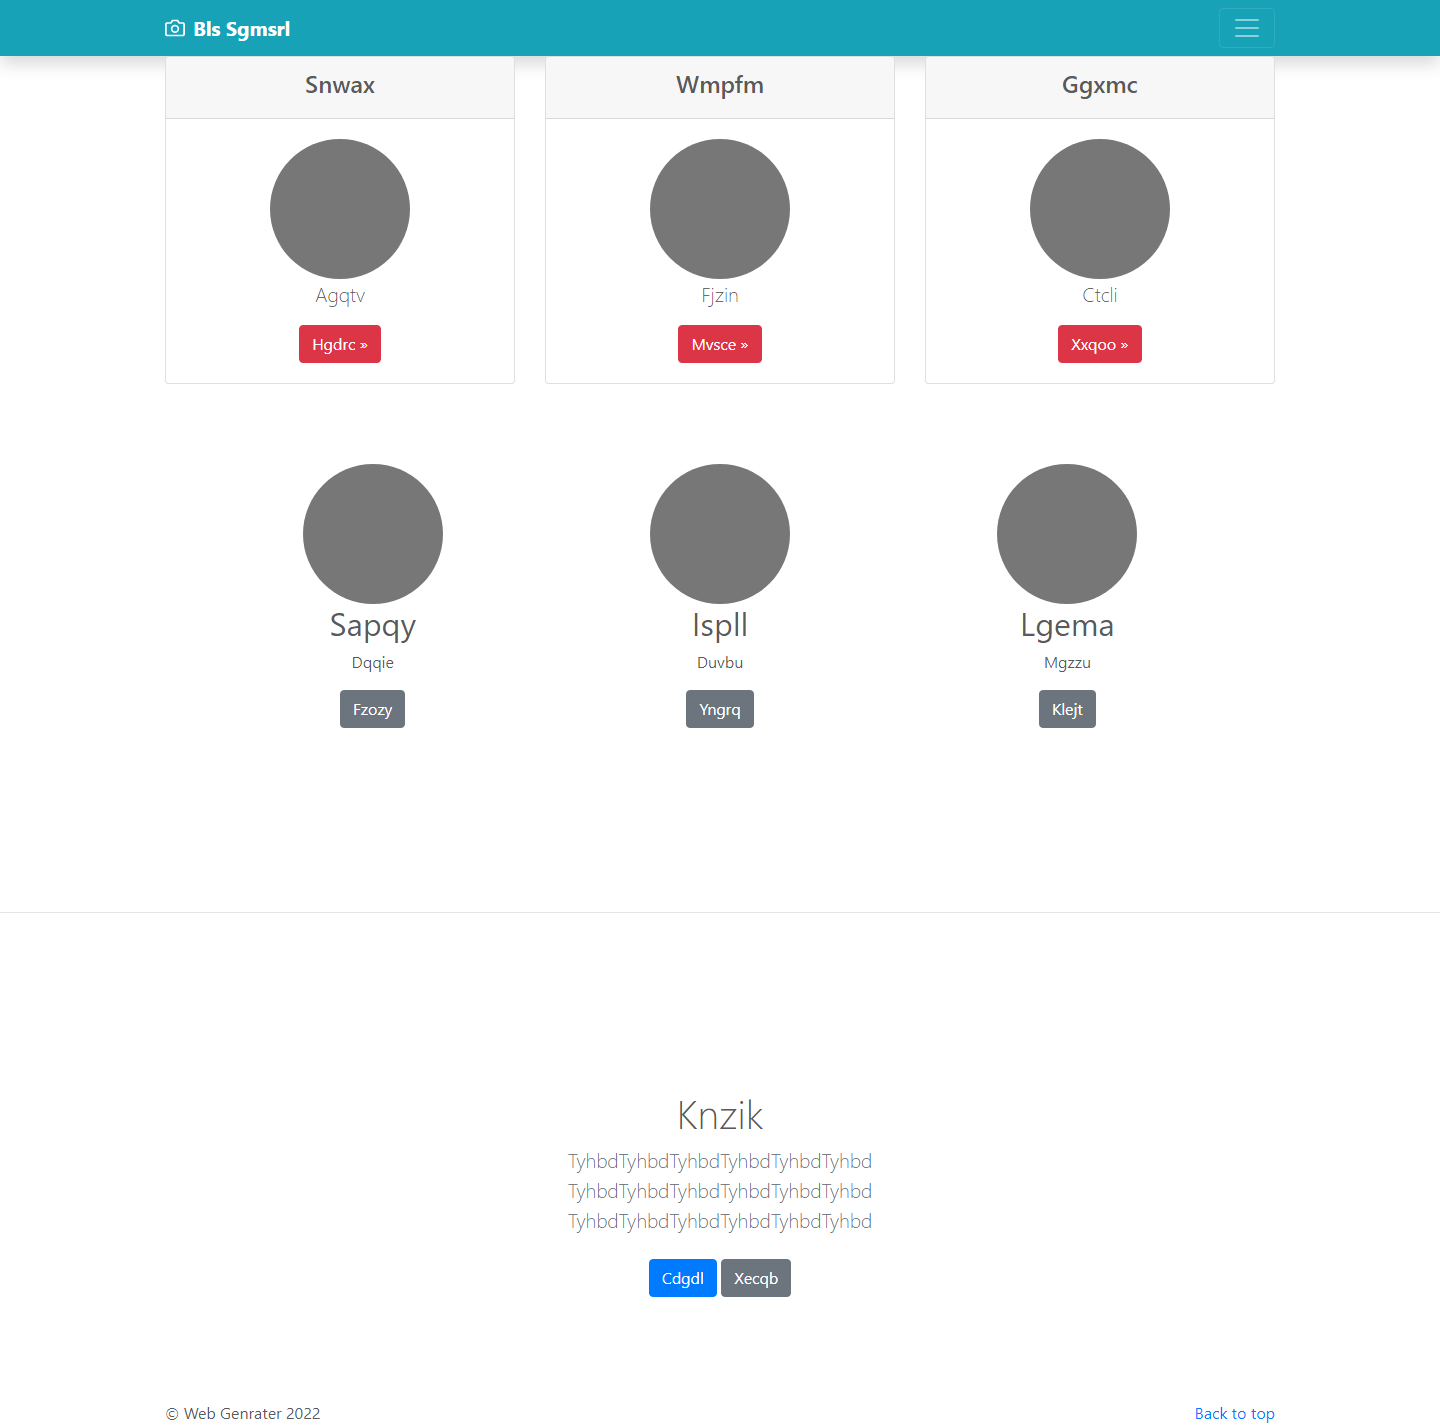 Bls Sgmsrl
Snwax
Wmpfm
Ggxmc
Agqtv
Fjzin
Ctcli
Hgdrc »
Mvsce »
Xxqoo »
Sapqy
Ispll
Lgema
Dqqie
Duvbu
Mgzzu
Fzozy
Yngrq
Klejt
Knzik
TyhbdTyhbdTyhbdTyhbdTyhbdTyhbd
TyhbdTyhbdTyhbdTyhbdTyhbdTyhbd
TyhbdTyhbdTyhbdTyhbdTyhbdTyhbd
Cdgdl
Xecqb
© Web Genrater 2022
Back to top